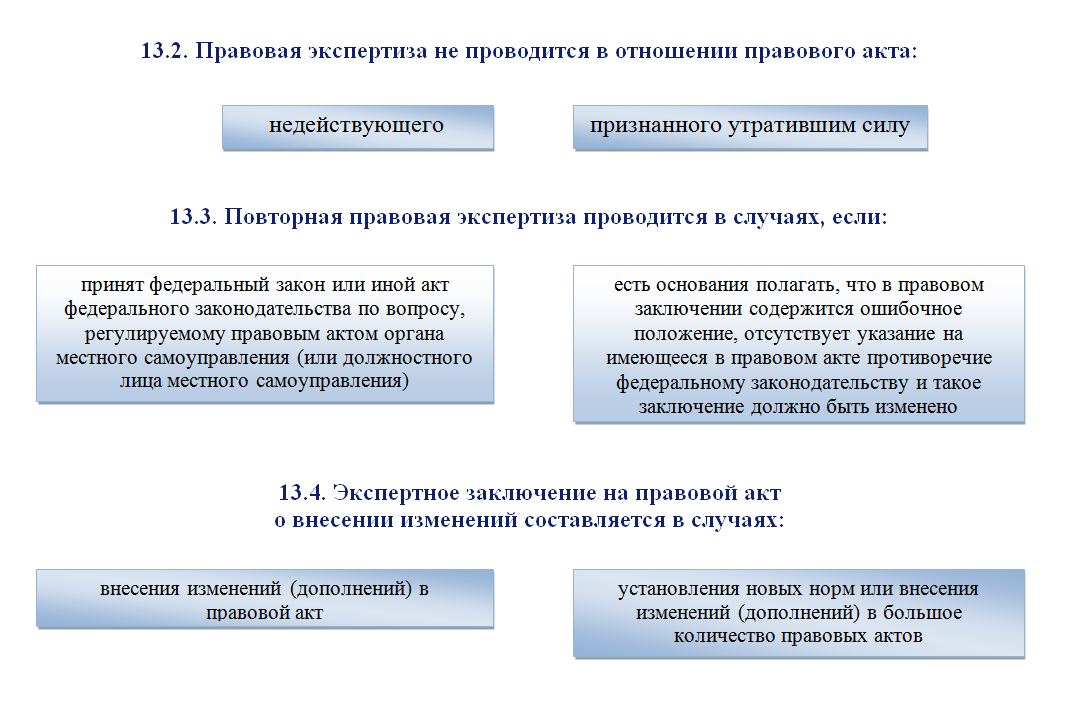 13.2. Правовая экспертиза не проводится в отношении правового акта:
недействующего
признанного утратившим силу
13.3. Повторная правовая экспертиза проводится в случаях, если:
принят федеральный закон или иной акт
федерального законодательства по вопросу,
регулируемому правовым актом органа
местного самоуправления (или должностного
лица местного самоуправления)
есть основания полагать, что в правовом
заключении содержится ошибочное
положение, отсутствует указание на
имеющееся в правовом акте противоречие
федеральному законодательству и такое
заключение должно быть изменено
13.4. Экспертное заключение на правовой акт
о внесении изменений составляется в случаях:
внесения изменений (дополнений) в
правовой акт
установления новых норм или внесения
изменений (дополнений) в большое
количество правовых актов